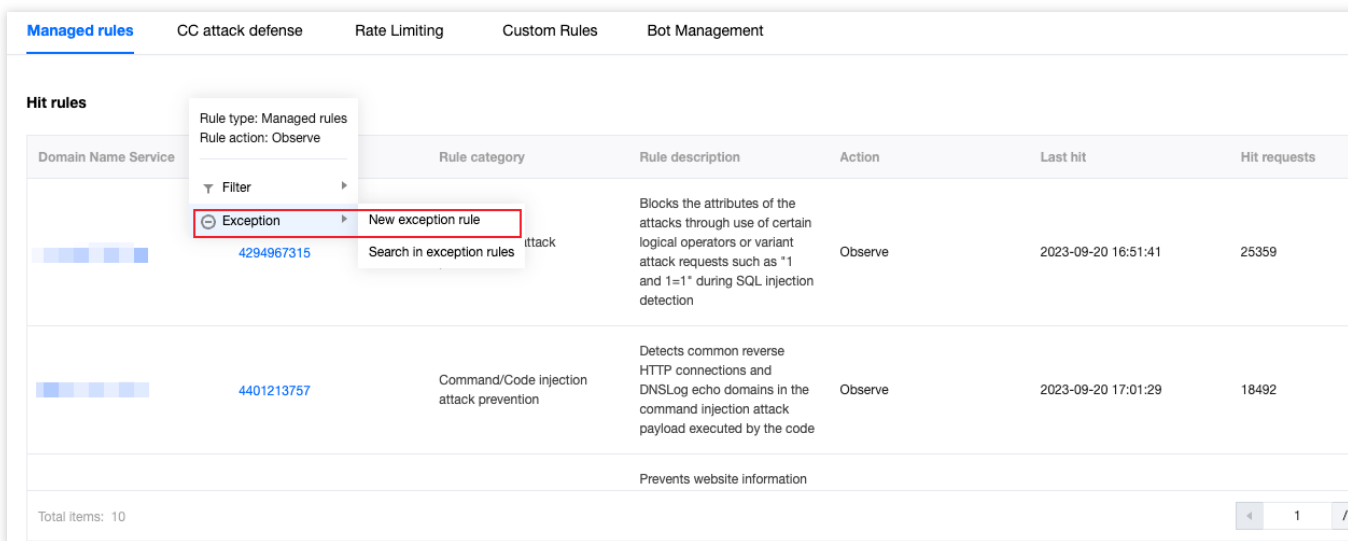 Managed rules CC attack defense Rate Limiting Custom Rules Bot Management
Hit rules
Rule type: Managed rules
Rule action: Observe
Filter
Exception
New exception rule
Search in exception rules
Domain Name Service Rule category Rule description Action Last hit Hit requests
4294967315
attack
Blocks the attributes of the
attacks through use of certain
logical operators or variant
attack requests such as "1
and 1=1" during SQL injection
detection
Observe 2023-09-20 16:51:41 25359
4401213757
Command/Code injection
attack prevention
Detects common reverse
HTTP connections and
DNSLog echo domains in the
command injection attack
payload executed by the code
Observe 2023-09-20 17:01:29 18492
Prevents website information
Total items: 10
1 /